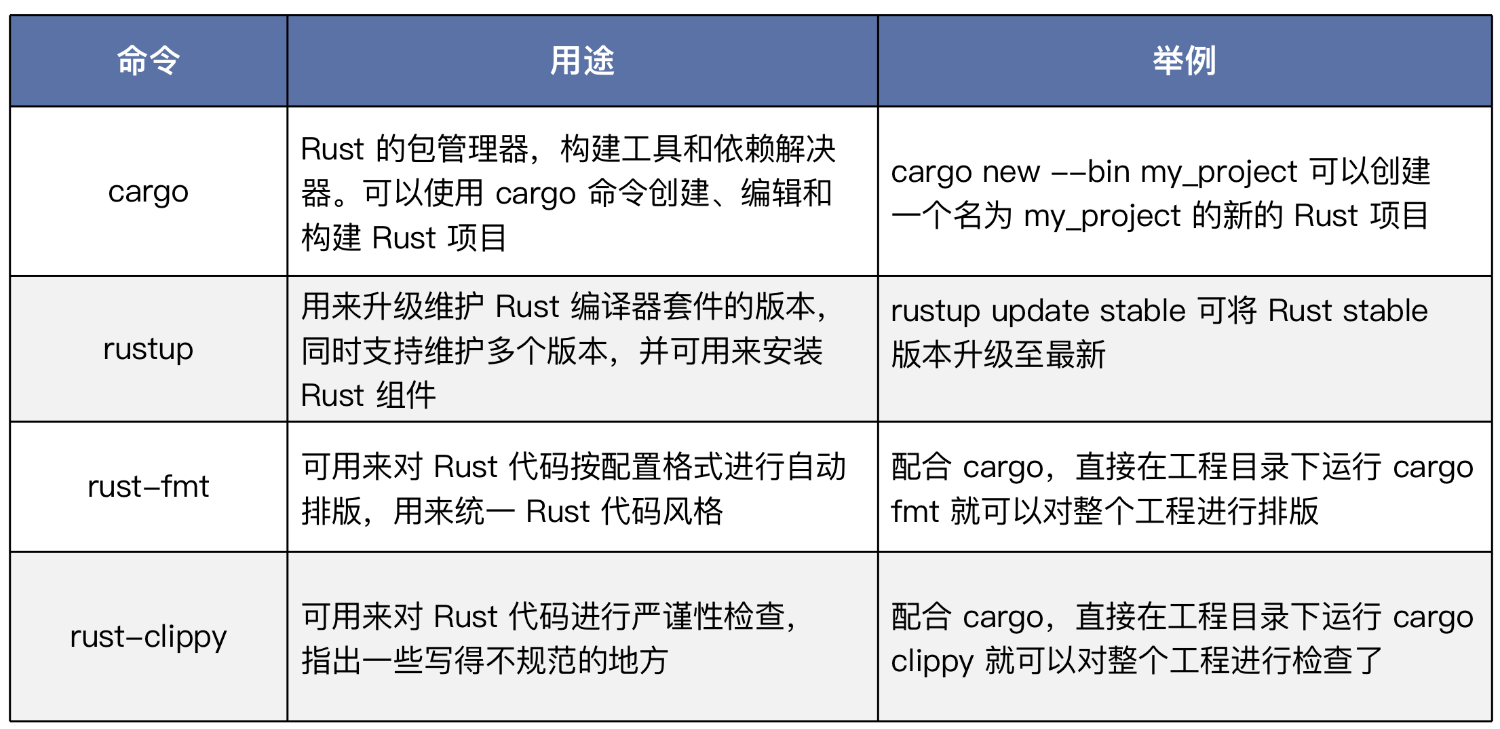 命令
用途
举例
cargo
Rust 的包管理器，构建工具和依赖解决
器。可以使用 cargo 命令创建、编辑和
构建 Rust 项目
cargo new --bin my_project 可以创建
一个名为 my_project 的新的 Rust 项目
rustup
用来升级维护 Rust 编译器套件的版本，
同时支持维护多个版本，并可用来安装
Rust 组件
rustup update stable 可将 Rust stable
版本升级至最新
rust-fmt
可用来对 Rust 代码按配置格式进行自动
排版，用来统一 Rust 代码风格
配合 cargo，直接在工程目录下运行 cargo
fmt 就可以对整个工程进行排版
rust-clippy
可用来对 Rust 代码进行严谨性检查，
指出一些写得不规范的地方
配合 cargo，直接在工程目录下运行 cargo
clippy 就可以对整个工程进行检查了